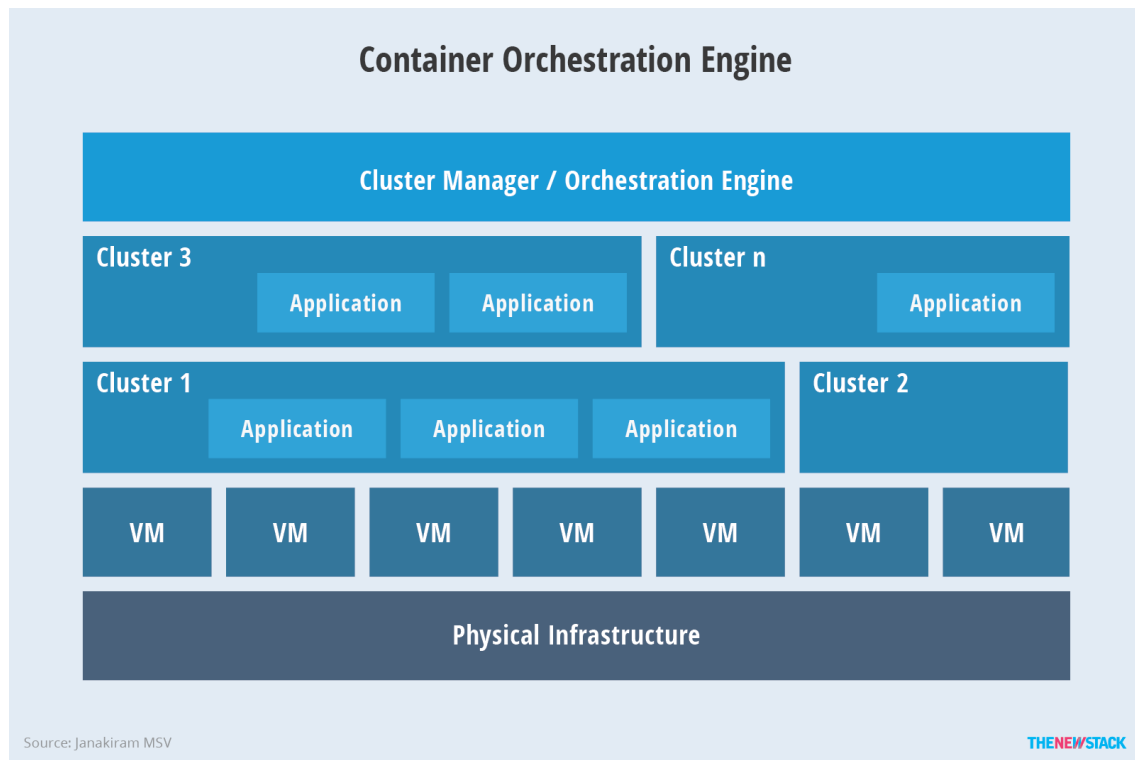 Container Orchestration Engine
Cluster Manager / Orchestration Engine
Cluster 3
Application
Application
Cluster n
Application
Cluster 1
Application
Application
Application
Cluster 2
VM
VM
VM
VM
VM
VM
VM
Physical Infrastructure
Source: Janakiram MSV
THENEWSTACK